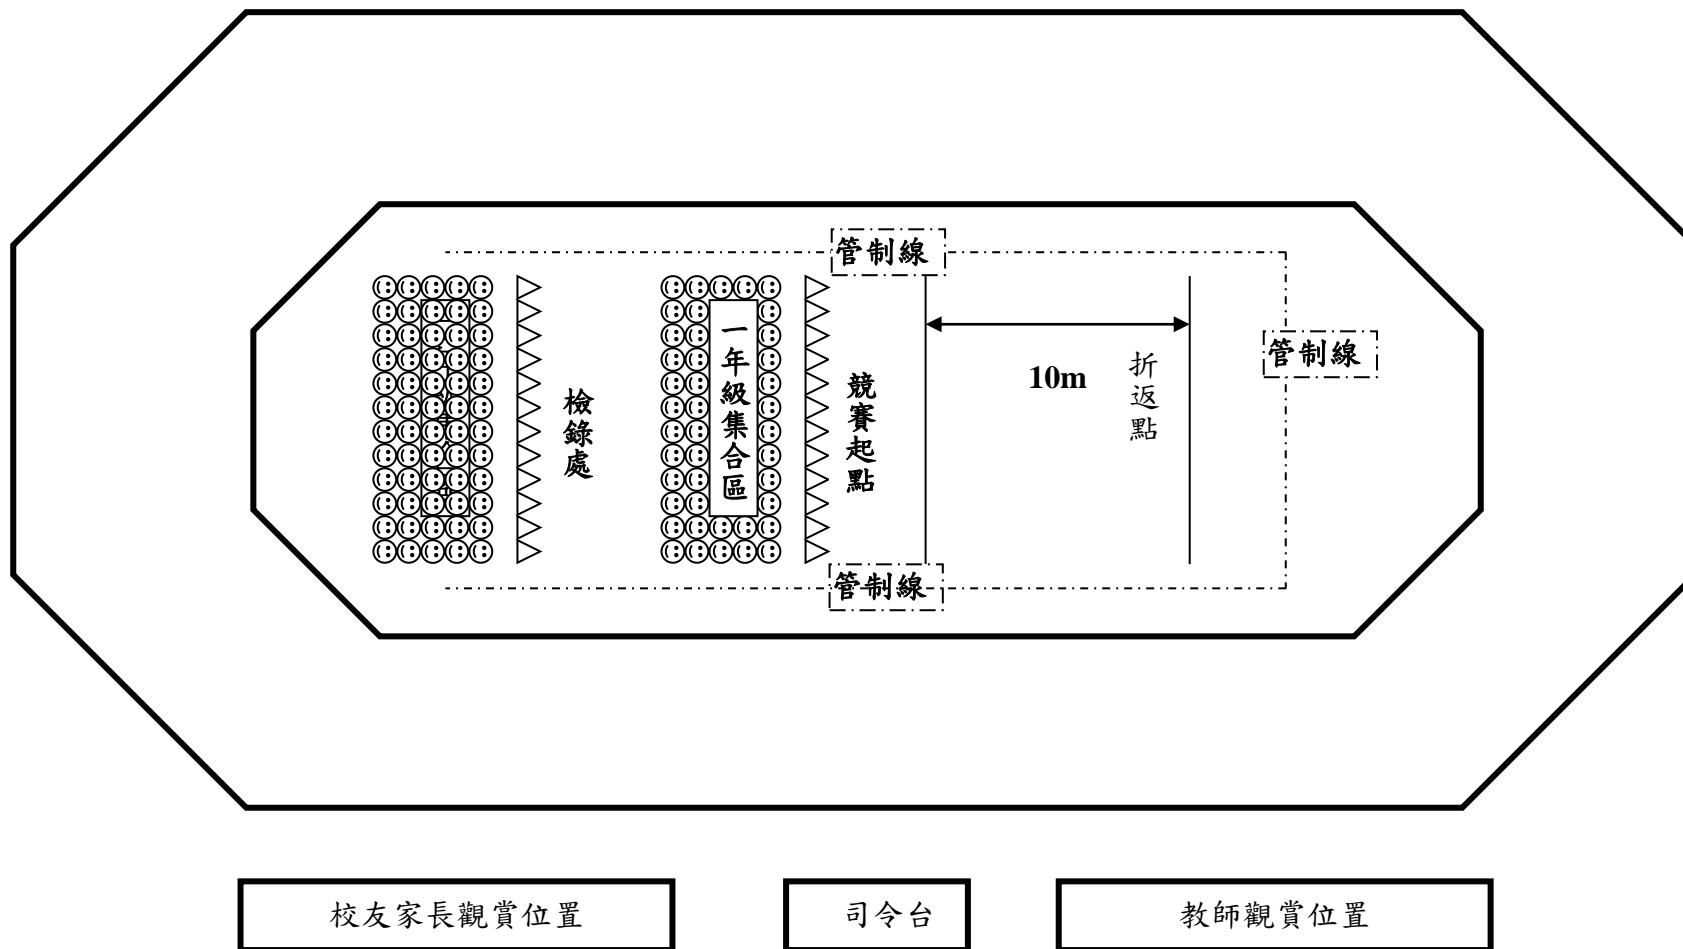 管制線
管制線
檢錄處
一年級集合區
競賽起點
10m
折返點
管制線
校友家長觀賞位置
司令台
教師觀賞位置